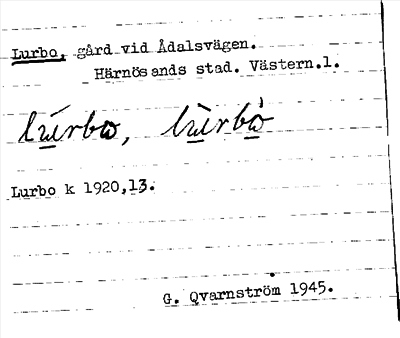 Lurbo, gård vid Ådalsvägen.
Härnösands stad. Västern.l.
Lurbo k 1920,13.
G. Qvarnström 1945.